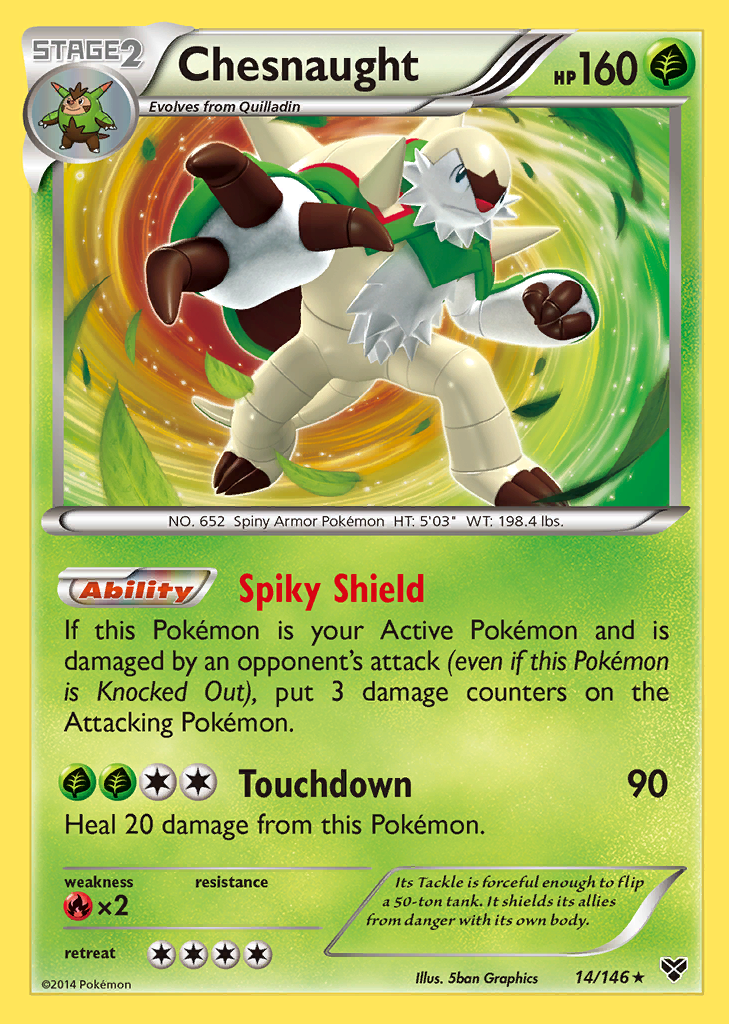 STAGE2
Chesnaught
HP160
Evolves from Quilladin
NO. 652 Spiny Armor Pokémon HT: 5'03" WT: 198.4 lbs.
Ability Spiky Shield
If this Pokémon is your Active Pokémon and is
damaged by an opponent's attack (even if this Pokémon
is Knocked Out), put 3 damage counters on the
Attacking Pokémon.
Touchdown 90
Heal 20 damage from this Pokémon.
weakness resistance
×2
retreat
Its Tackle is forceful enough to flip
a 50-ton tank. It shields its allies
from danger with its own body.
©2014 Pokémon
Illus. 5ban Graphics 14/146★